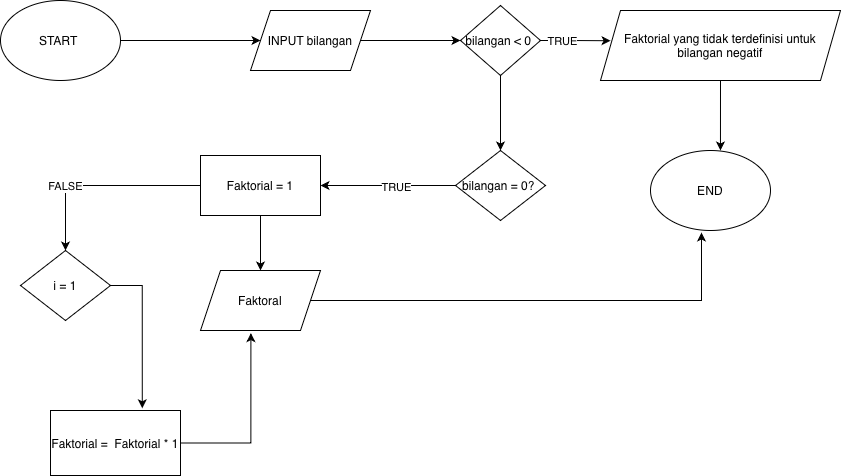 START
INPUT bilangan
bilangan < 0
TRUE
Faktorial yang tidak terdefinisi untuk
bilangan negatif
FALSE
Faktorial = 1
TRUE
bilangan = 0?
END
i = 1
Faktoral
Faktorial =  Faktorial * 1